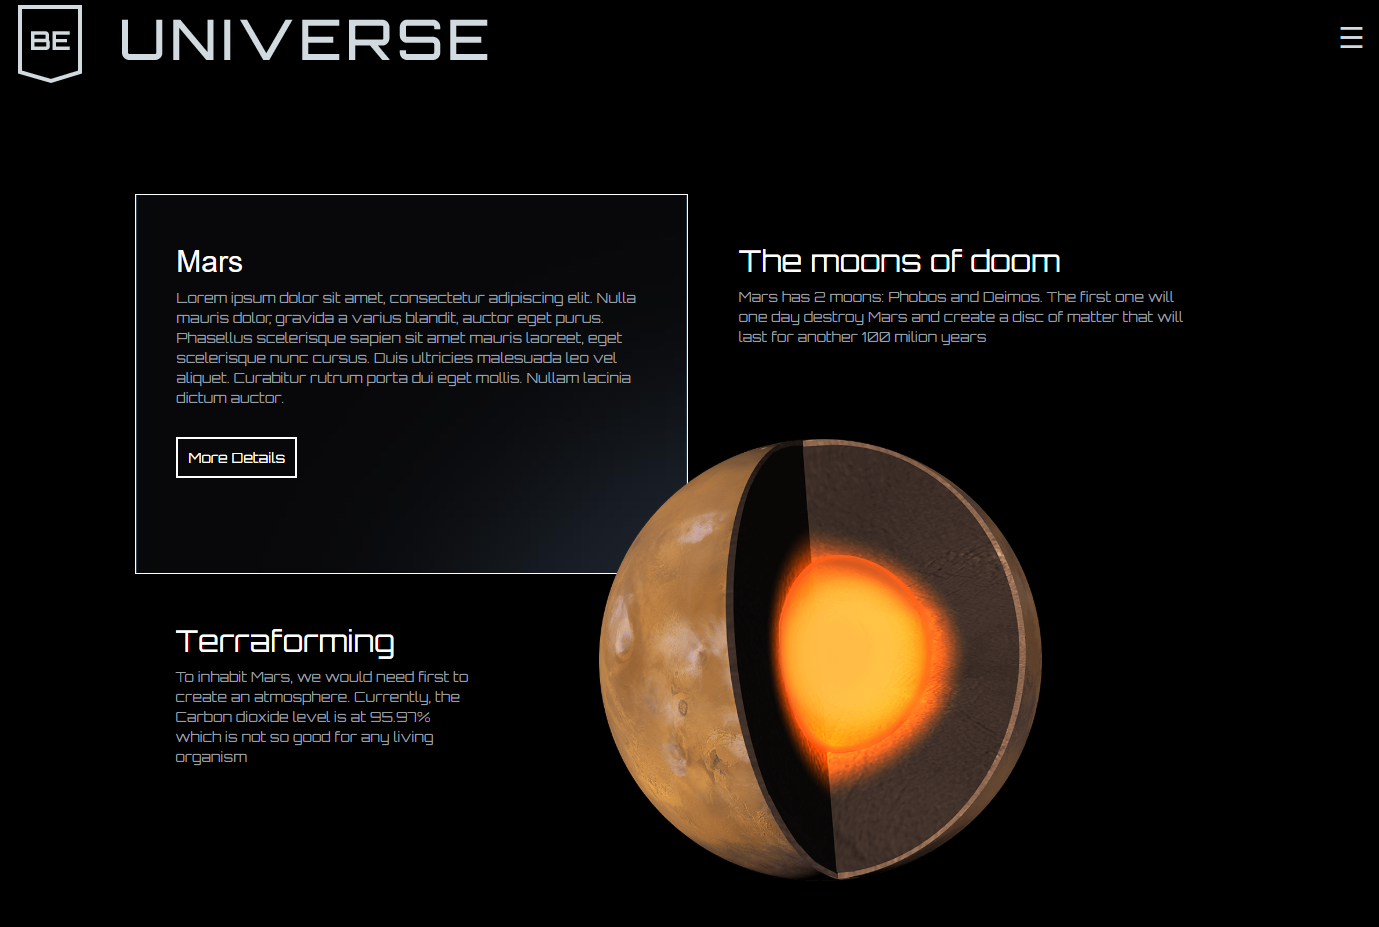 BE
UNIVERSE
Mars
Lorem ipsum dolor sit amet, consectetur adipiscing elit. Nulla
mauris dolor, gravida a varius blandit, auctor eget purus.
Phasellus scelerisque sapien sit amet mauris laoreet, eget
scelerisque nunc cursus. Duis ultricies malesuada leo vel
aliquet. Curabitur rutrum porta dui eget mollis. Nullam lacinia
dictum auctor.
More Details
The moons of doom
Mars has 2 moons: Phobos and Deimos. The first one will
one day destroy Mars and create a disc of matter that will
last for another 100 milion years
Terraforming
To inhabit Mars, we would need first to
create an atmosphere. Currently, the
Carbon dioxide level is at 95.97%
which is not so good for any living
organism